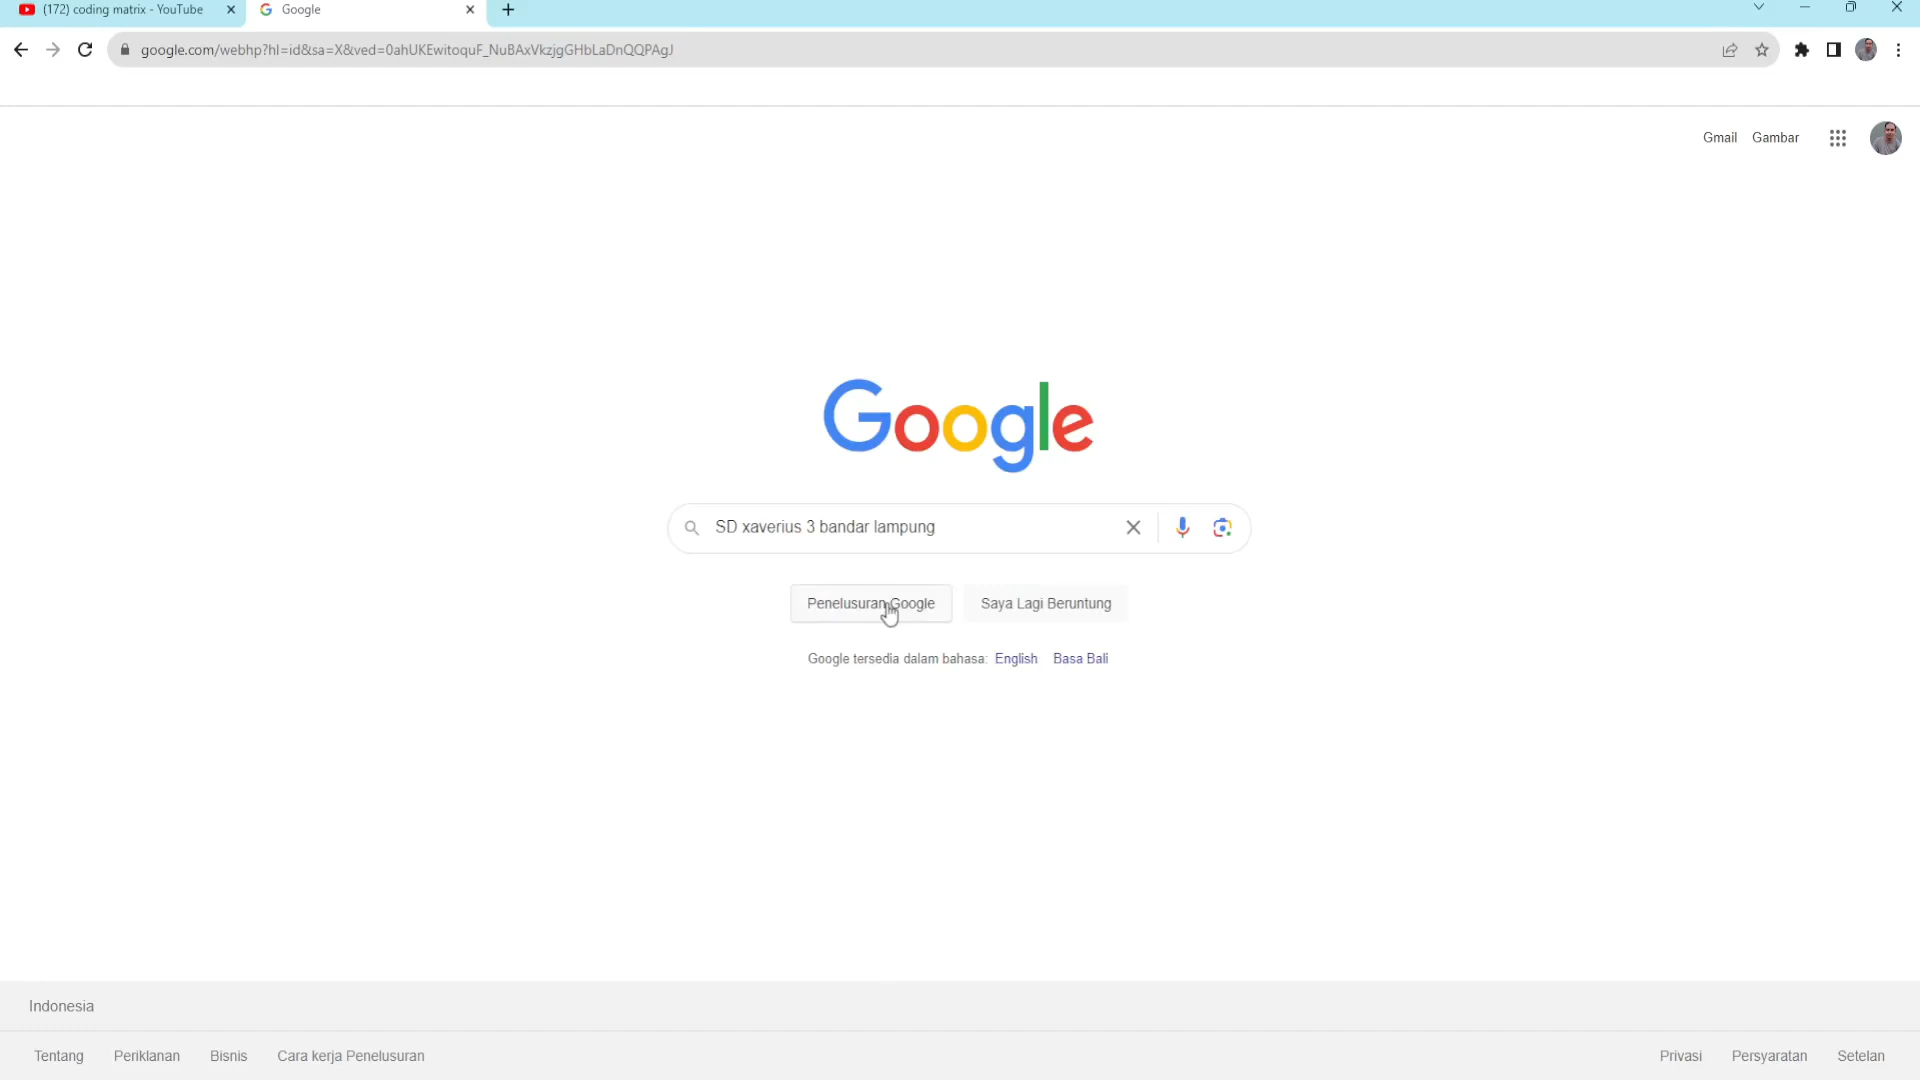 (172) coding matrix - YouTube
Google
google.com/webhp?hl=id&sa=X&ved=0ahUKEwitoquF_NuBAxVkzjgGHbLaDnQQPAgJ
Gmail Gambar
Google
SD xaverius 3 bandar lampung
Penelusuran Google
Saya Lagi Beruntung
Google tersedia dalam bahasa: English Basa Bali
Indonesia
Tentang Periklanan Bisnis Cara kerja Penelusuran
Privasi Persyaratan Setelan